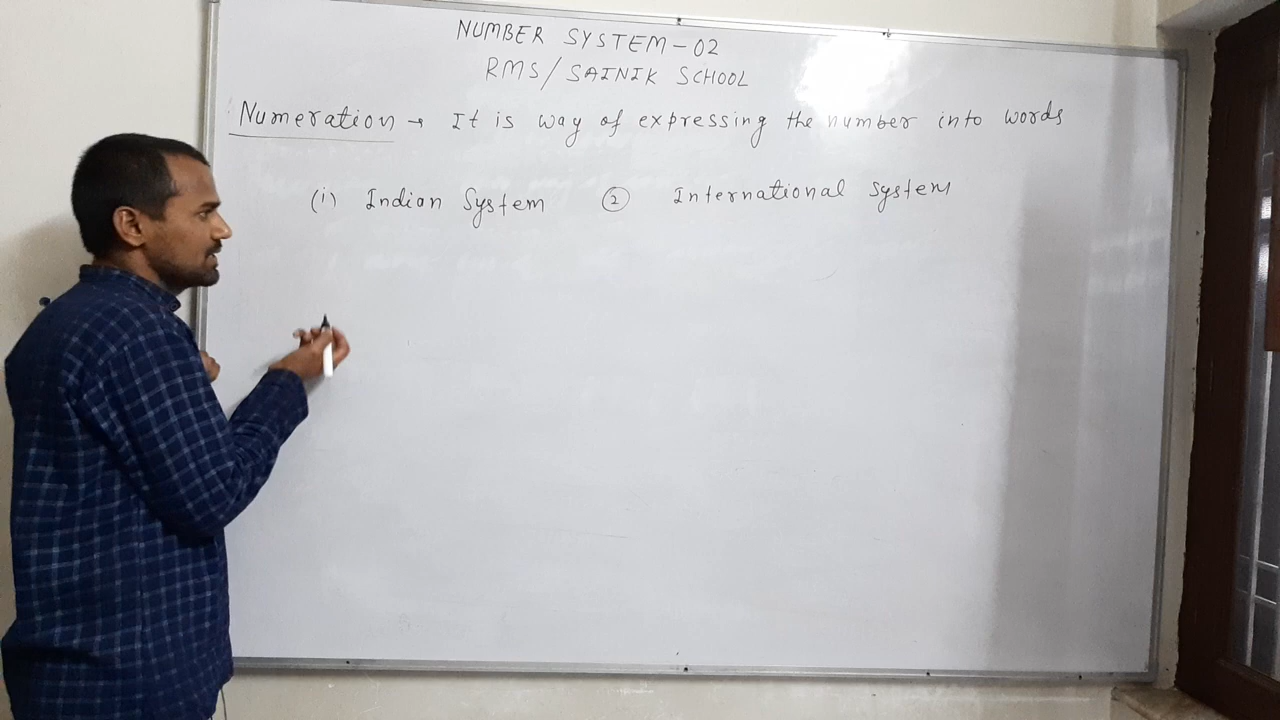 NUMBER SYSTEM-02
RMS/SAINIK SCHOOL
Numeration → It is way of expressing the number into words
(i) Indian System ② International System